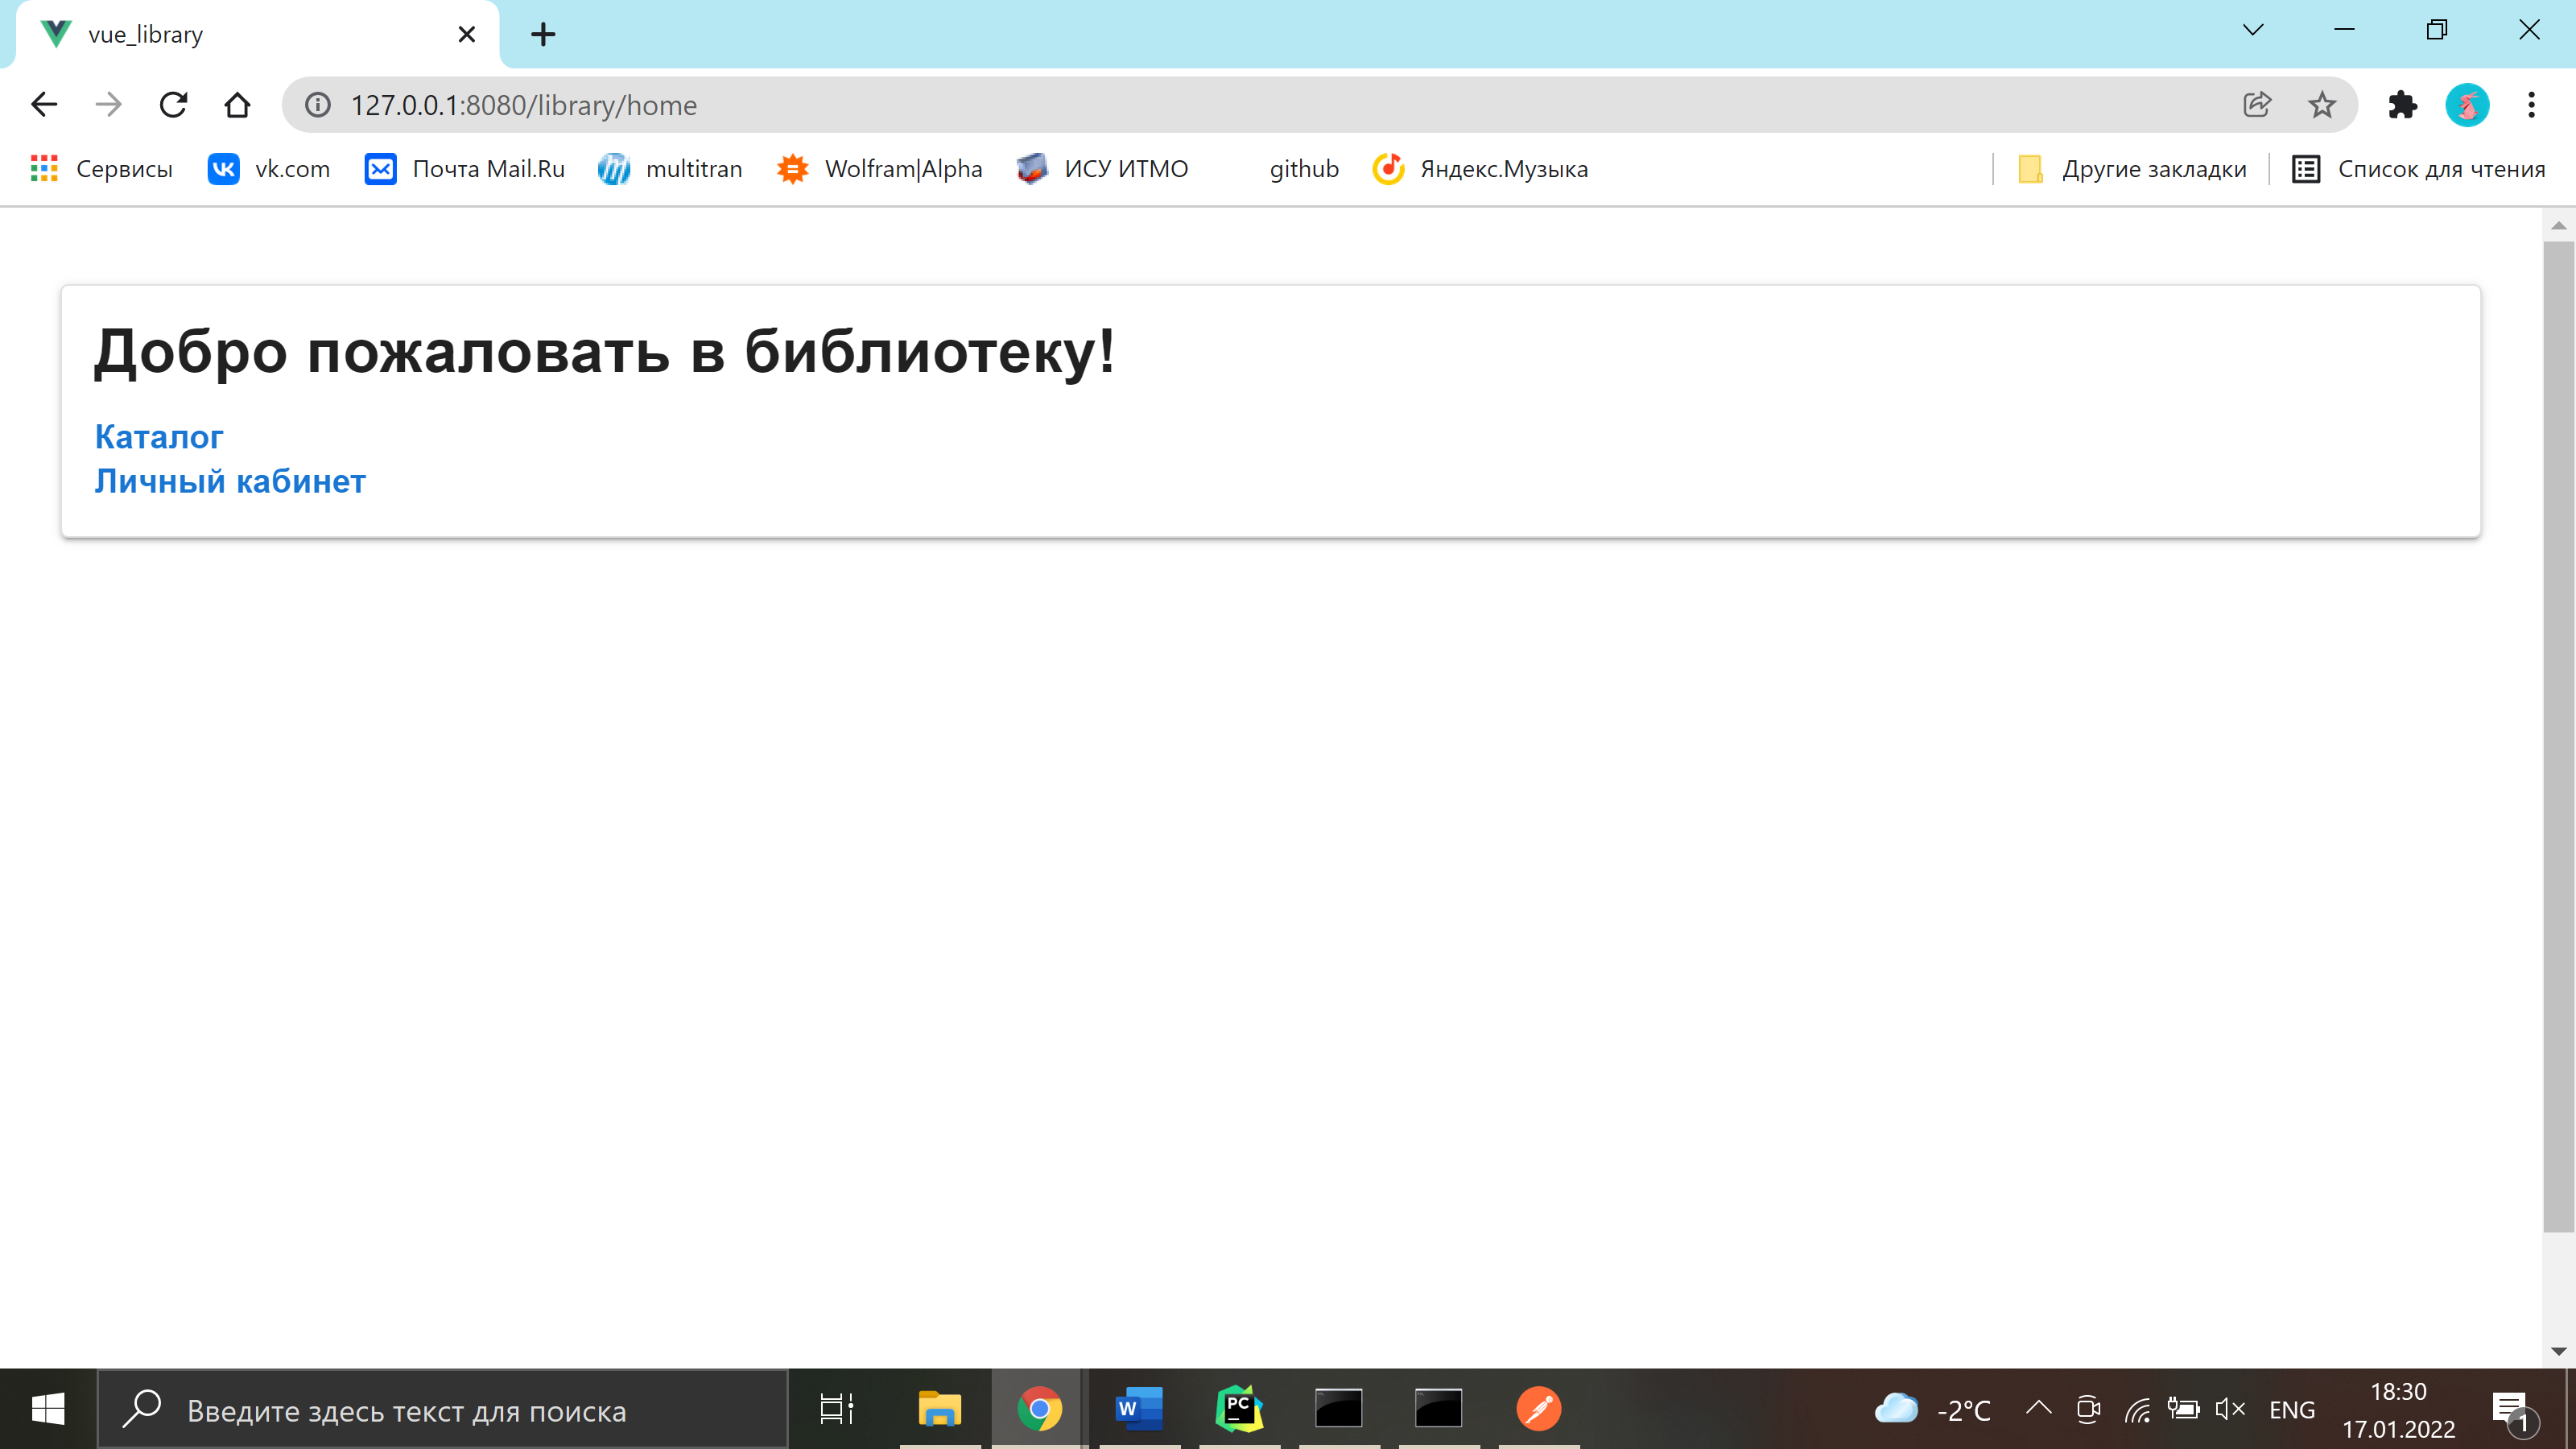 vue_library
127.0.0.1:8080/library/home
Сервисы vk.com Почта Mail.Ru multitran Wolfram|Alpha ИСУ ИТМО github Яндекс.Музыка Другие закладки Список для чтения
Добро пожаловать в библиотеку!
Каталог
Личный кабинет
Введите здесь текст для поиска
W
PC
-2°C
ENG
18:30
17.01.2022
1